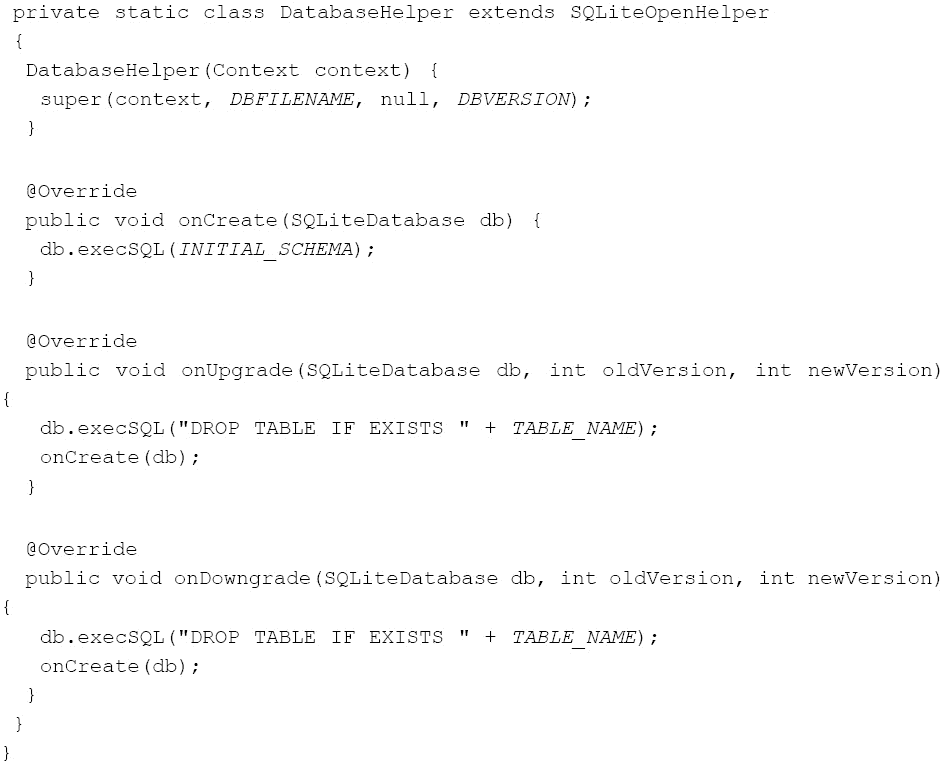 private static class DatabaseHelper extends SQLiteOpenHelper
{
DatabaseHelper(Context context) {
super(context, DBFILENAME, null, DBVERSION);
}
@Override
public void onCreate(SQLiteDatabase db) {
db.execSQL(INITIAL_SCHEMA);
}
@Override
public void onUpgrade(SQLiteDatabase db, int oldVersion, int newVersion)
{
db.execSQL("DROP TABLE IF EXISTS " + TABLE_NAME);
onCreate(db);
}
@Override
public void onDowngrade(SQLiteDatabase db, int oldVersion, int newVersion)
{
db.execSQL("DROP TABLE IF EXISTS " + TABLE_NAME);
onCreate(db);
}
}
}